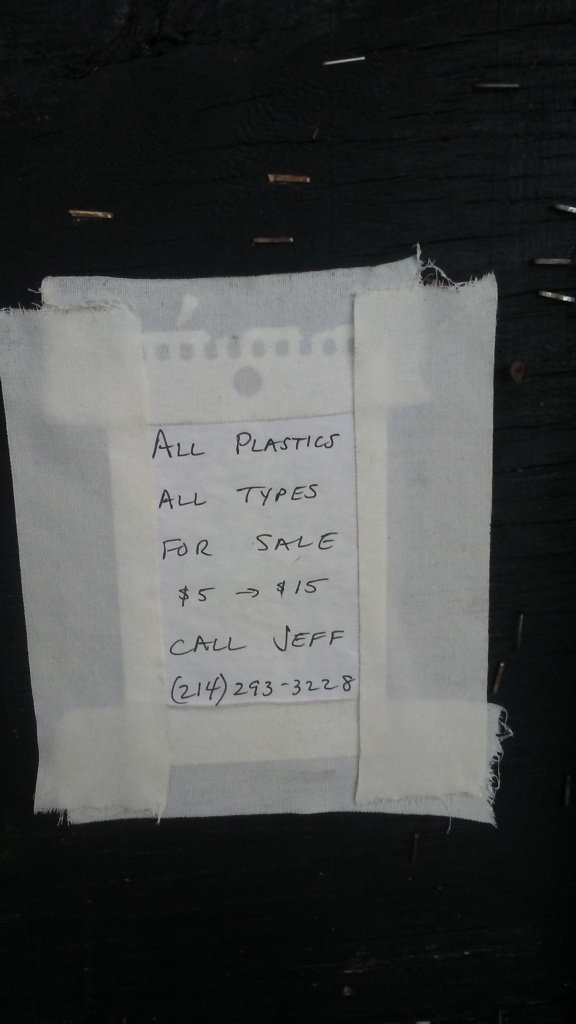 ALL PLASTICS
ALL TYPES
FOR SALE
$5 → $15
CALL JEFF
(214) 293-3228